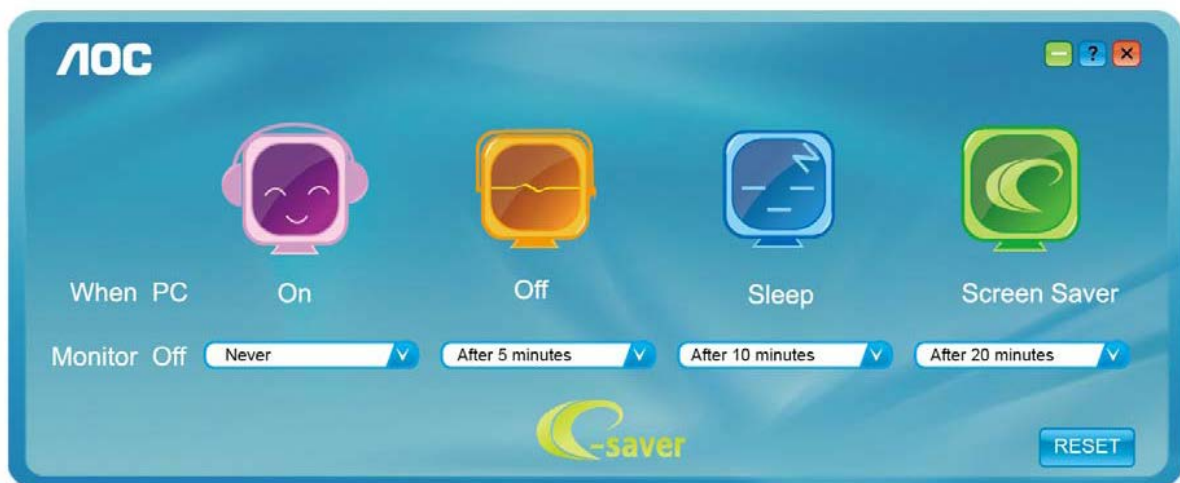 AOC
?
When PC On Off Sleep Screen Saver
Monitor Off Never After 5 minutes After 10 minutes After 20 minutes
e-saver
RESET